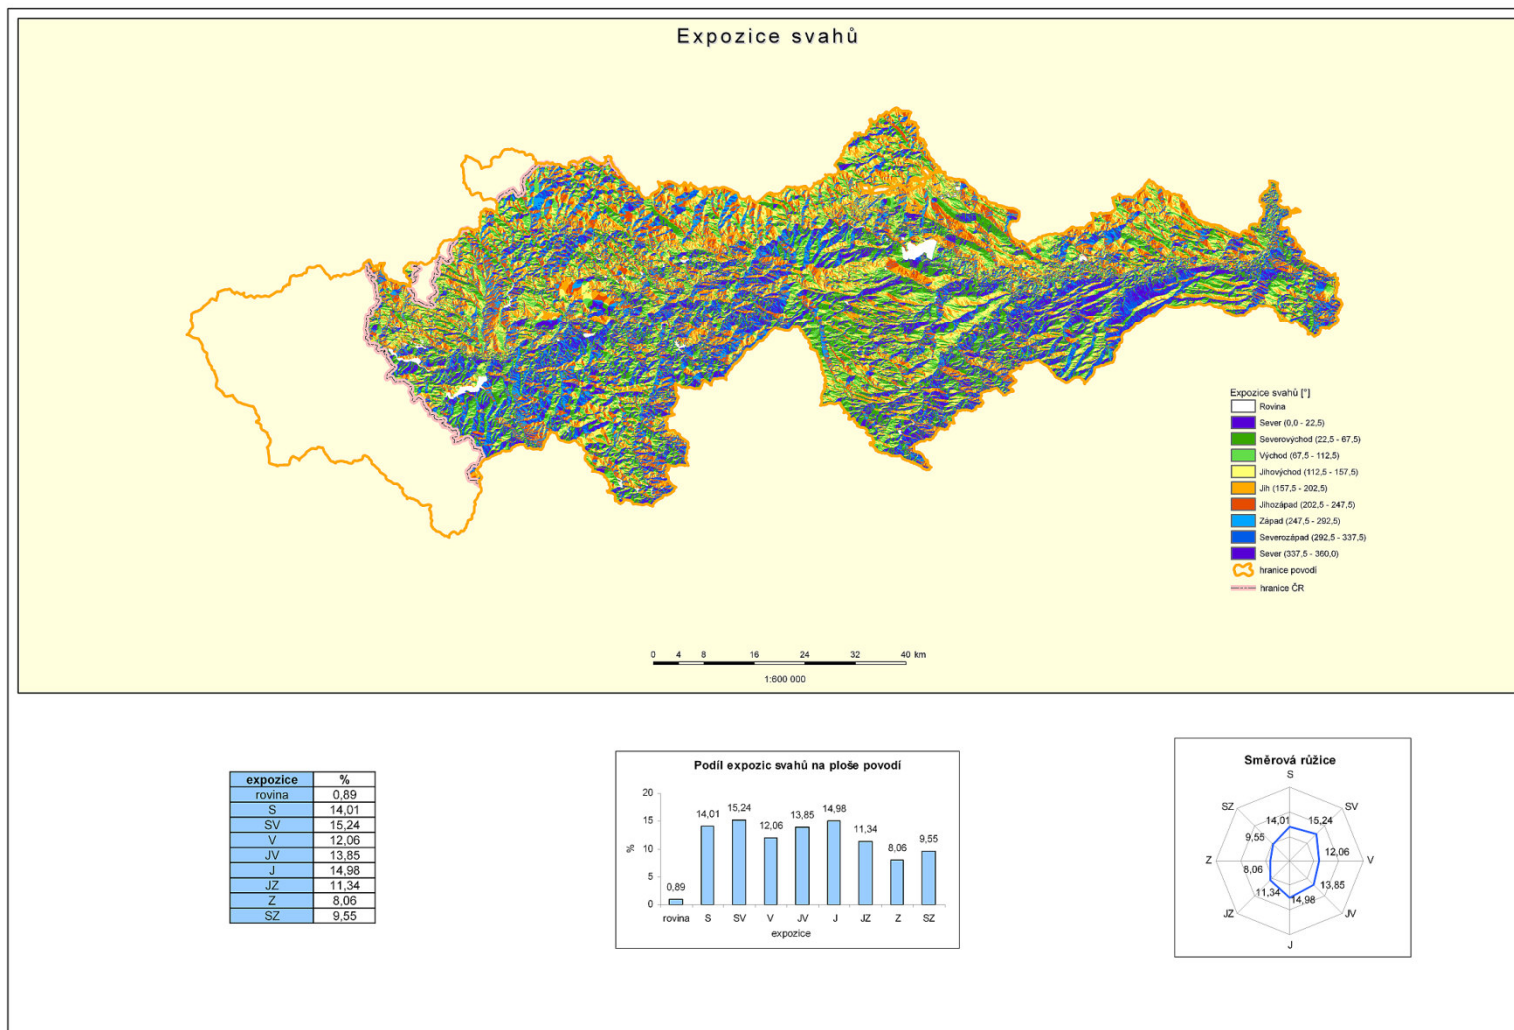 Expozice svahů
Expozice svahů [°]
Rovina
Sever (0,0 - 22,5)
Severovýchod (22,5 - 67,5)
Východ (67,5 - 112,5)
Jihovýchod (112,5 - 157,5)
Jih (157,5 - 202,5)
Jihozápad (202,5 - 247,5)
Západ (247,5 - 292,5)
Severozápad (292,5 - 337,5)
Sever (337,5 - 360,0)
hranice povodí
hranice ČR
0 4 8 16 24 32 40 km
1:600 000
expozice %
rovina 0,89
S 14,01
SV 15,24
V 12,06
JV 13,85
J 14,98
JZ 11,34
Z 8,06
SZ 9,55
Podíl expozic svahů na ploše povodí
20
15
10
5
0
%
0,89 14,01 15,24 12,06 13,85 14,98 11,34 8,06 9,55
rovina S SV V JV J JZ Z SZ
expozice
Směrová růžice
S
SZ SV
14,01 15,24
9,55 12,06
Z V
8,06 13,85
11,34 14,98
JZ JV
J